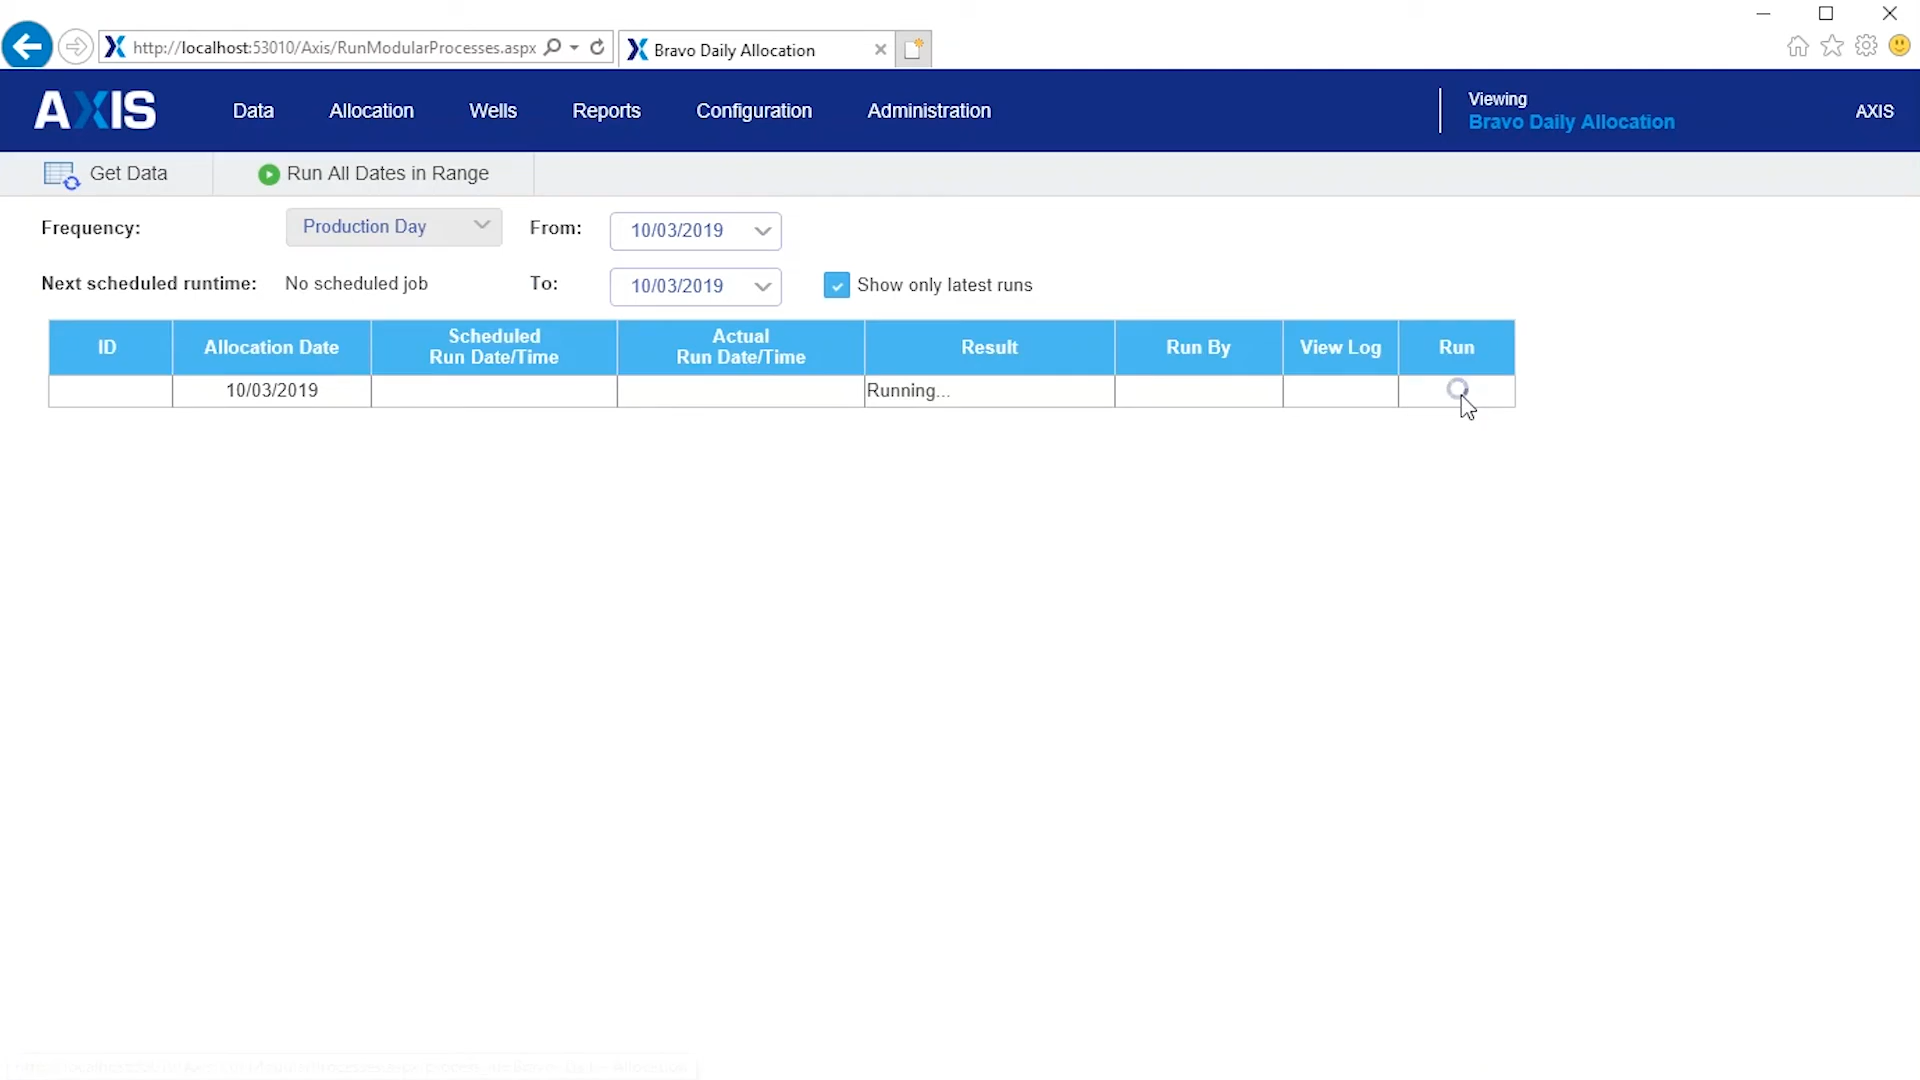 http://localhost:53010/Axis/RunModularProcesses.aspx
Bravo Daily Allocation
AXIS
Data
Allocation
Wells
Reports
Configuration
Administration
Viewing
Bravo Daily Allocation
AXIS
Get Data
Run All Dates in Range
Frequency:
Production Day
From:
10/03/2019
Next scheduled runtime:
No scheduled job
To:
10/03/2019
Show only latest runs
ID
Allocation Date
Scheduled
Run Date/Time
Actual
Run Date/Time
Result
Run By
View Log
Run
10/03/2019
Running...